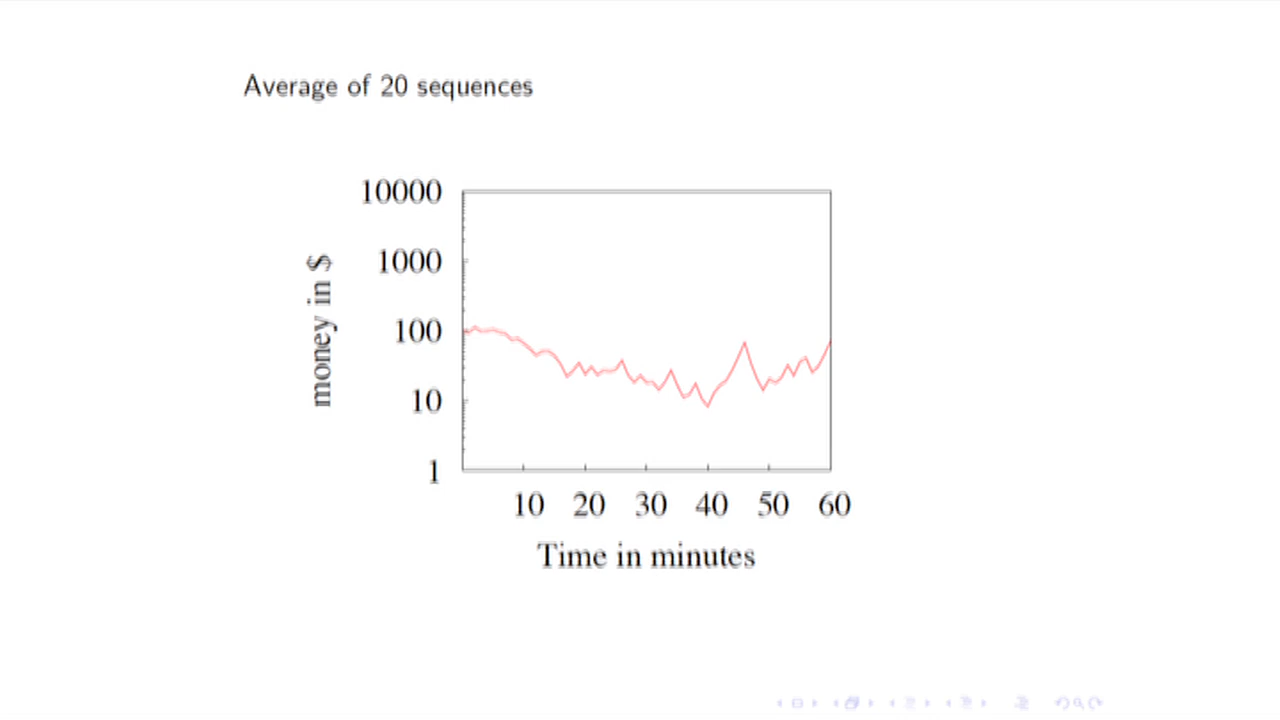 Average of 20 sequences
10000
1000
100
10
1
money in $
10 20 30 40 50 60
Time in minutes